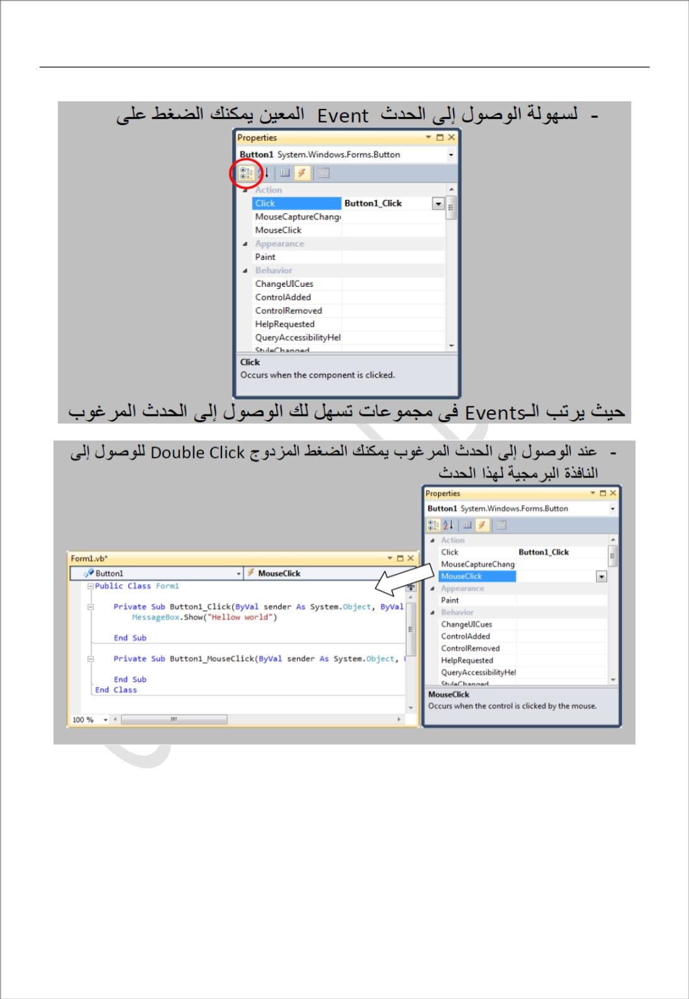 - لسهولة الوصول إلى الحدث Event المعين يمكنك الضغط على
Properties
Button1 System.Windows.Forms.Button
Action
Click Button1_Click
MouseCaptureChang
MouseClick
Appearance
Paint
Behavior
ChangeUICues
ControlAdded
ControlRemoved
HelpRequested
QueryAccessibilityHel
StyleChanged
Click
Occurs when the component is clicked.
حيث يرتب الـEvents في مجموعات تسهل لك الوصول إلى الحدث المرغوب
- عند الوصول إلى الحدث المرغوب يمكنك الضغط المزدوج Double Click للوصول إلى
النافذة البرمجية لهذا الحدث
Properties
Button1 System.Windows.Forms.Button
Action
Click Button1_Click
MouseCaptureChang
MouseClick
Appearance
Paint
Behavior
ChangeUICues
ControlAdded
ControlRemoved
HelpRequested
QueryAccessibilityHel
StyleChanged
MouseClick
Occurs when the control is clicked by the mouse.
Form1.vb*
Button1 MouseClick
Public Class Form1
Private Sub Button1_Click(ByVal sender As System.Object, ByVal
MessageBox.Show("Hellow world")
End Sub
Private Sub Button1_MouseClick(ByVal sender As System.Object,
End Sub
End Class
100 %